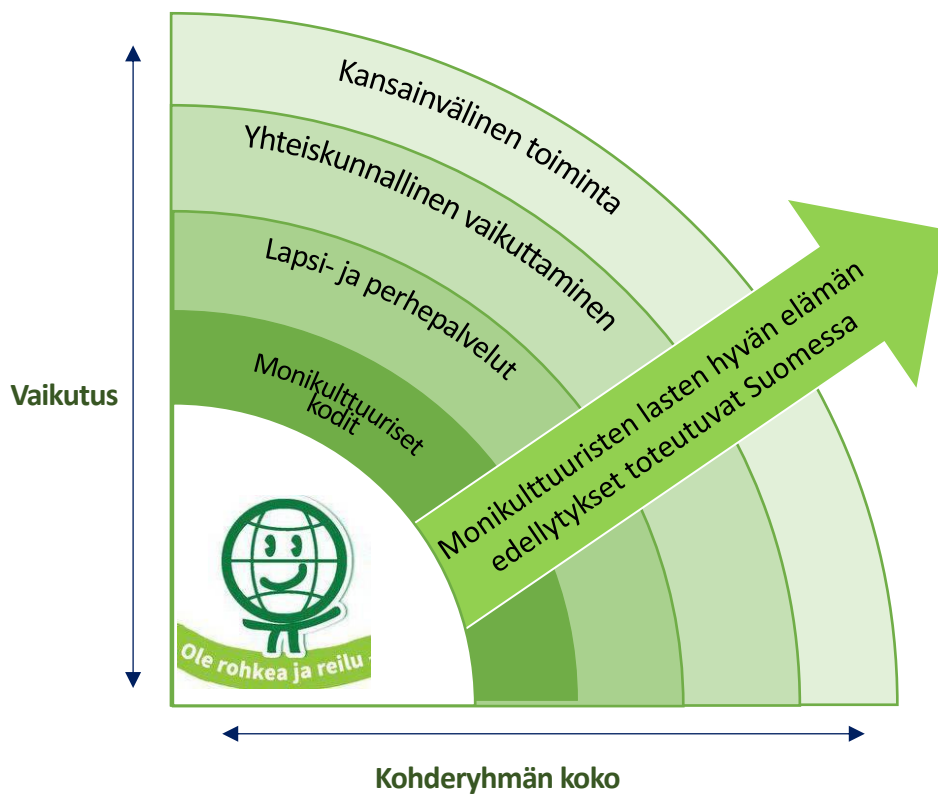 Kansainvälinen toiminta
Yhteiskunnallinen vaikuttaminen
Lapsi- ja perhepalvelut
Monikulttuuriset
kodit
Monikulttuuristen lasten hyvän elämän
edellytykset toteutuvat Suomessa
Vaikutus
Ole rohkea ja reilu
Kohderyhmän koko